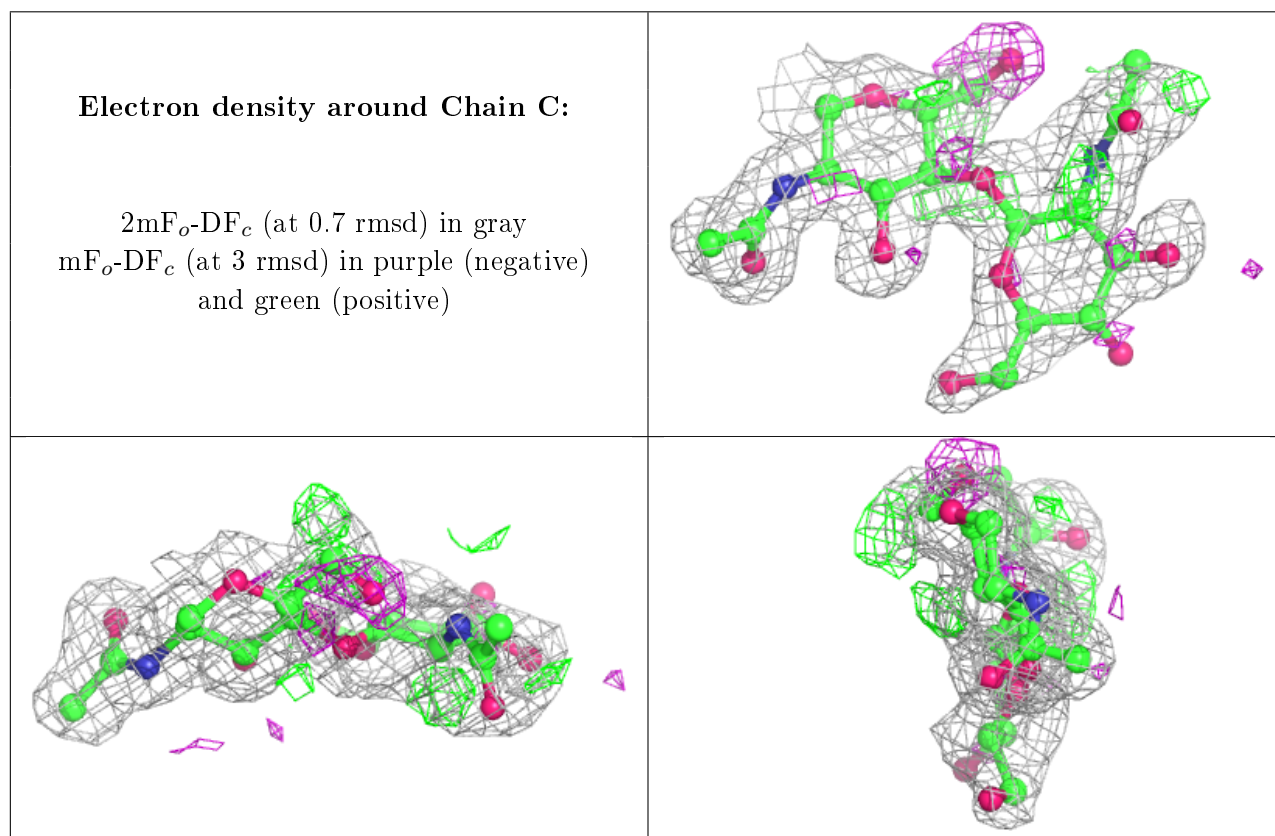 Electron density around Chain C:
2mFo-DFc (at 0.7 rmsd) in gray
mFo-DFc (at 3 rmsd) in purple (negative)
and green (positive)